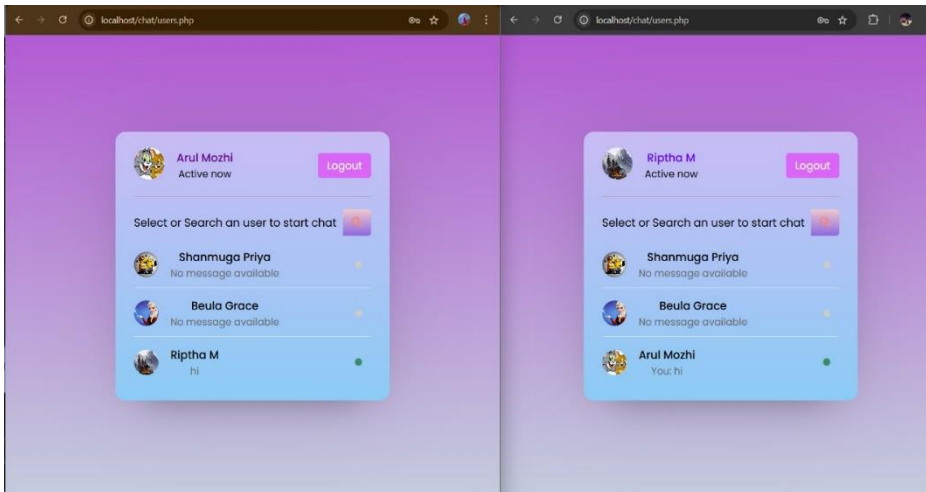 localhost/chat/users.php
Arul Mozhi
Active now
Logout
Select or Search an user to start chat
Shanmuga Priya
No message available
Beula Grace
No message available
Riptha M
hi
localhost/chat/users.php
Riptha M
Active now
Logout
Select or Search an user to start chat
Shanmuga Priya
No message available
Beula Grace
No message available
Arul Mozhi
You: hi